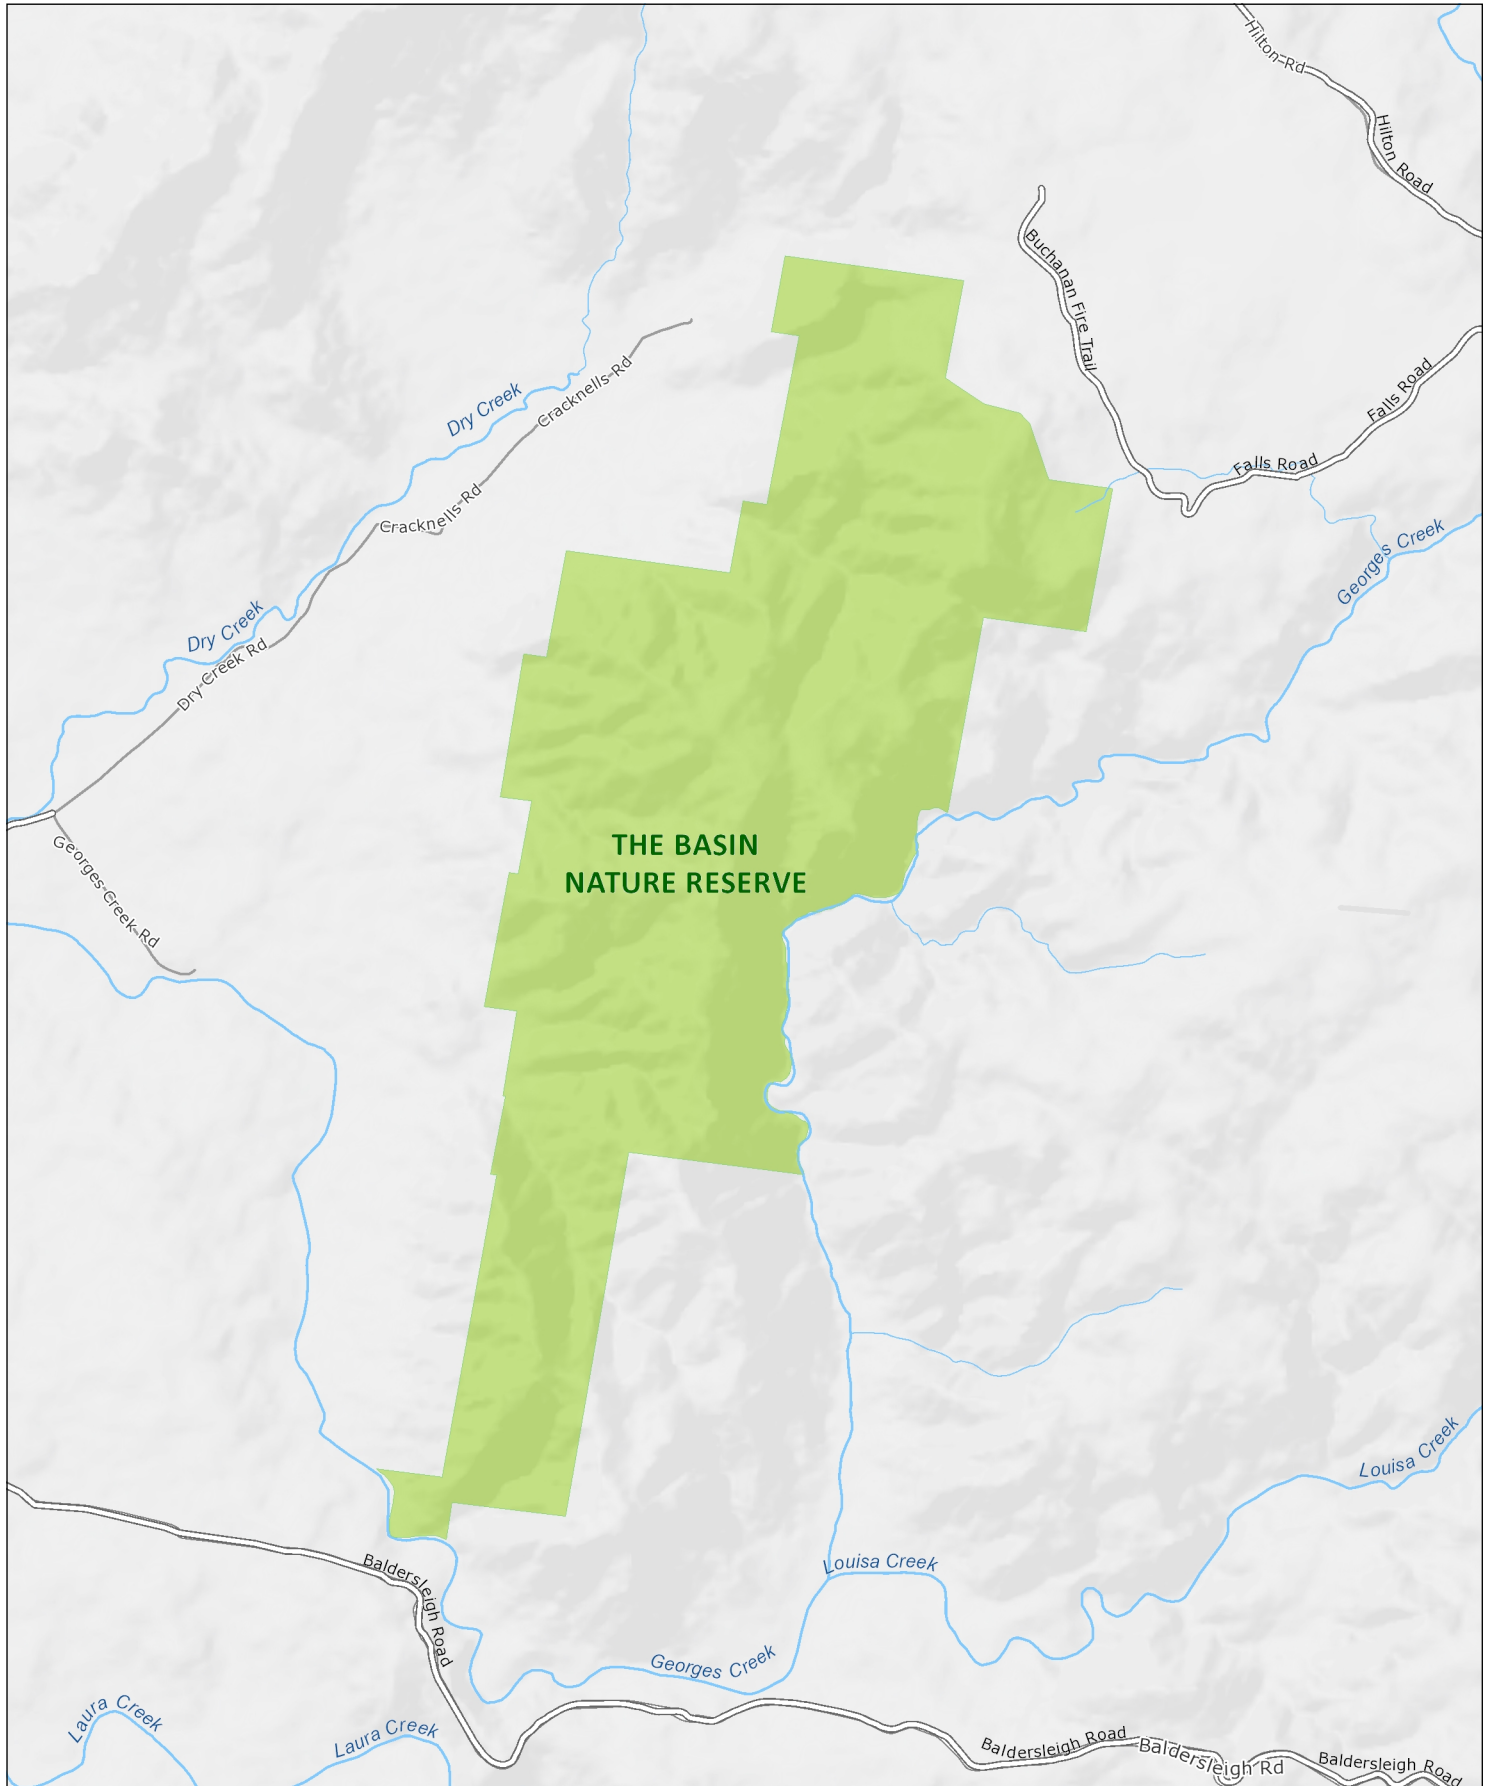 Hilton Rd
Hilton Road
Buchanan Fire Trail
Dry Creek
Cracknells Rd
Falls Road
Falls Road
Cracknells Rd
Georges Creek
Dry Creek
Dry Creek Rd
THE BASIN
NATURE RESERVE
Georges Creek Rd
Louisa Creek
Baldersleigh Road
Louisa Creek
Georges Creek
Laura Creek
Laura Creek
Baldersleigh Road
Baldersleigh Rd
Baldersleigh Road